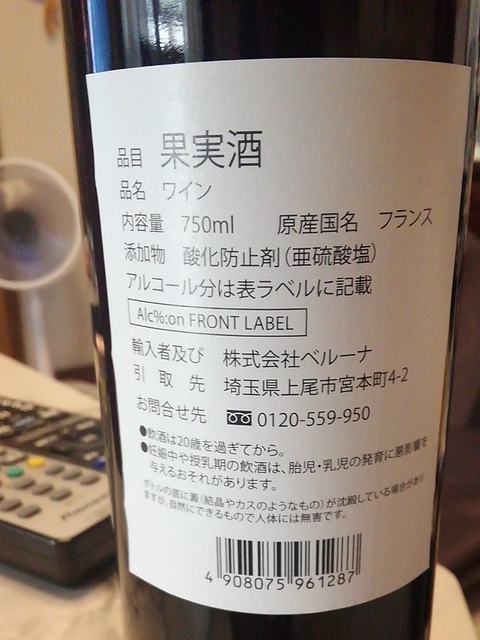 品目 果実酒
品名 ワイン
内容量 750ml 原産国名 フランス
添加物 酸化防止剤(亜硫酸塩)
アルコール分は表ラベルに記載
Alc%:on FRONT LABEL
輸入者及び 株式会社ベルーナ
引取先 埼玉県上尾市宮本町4-2
お問合せ先 0120-559-950
●飲酒は20歳を過ぎてから。
●妊娠中や授乳期の飲酒は、胎児・乳児の発育に悪影響を
与えるおそれがあります。
ボトルの底に澱(結晶やカスのようなもの)が沈殿している場合があり
ますが、自然にできるもので人体には無害です。
4 908075 961287
Panasonic